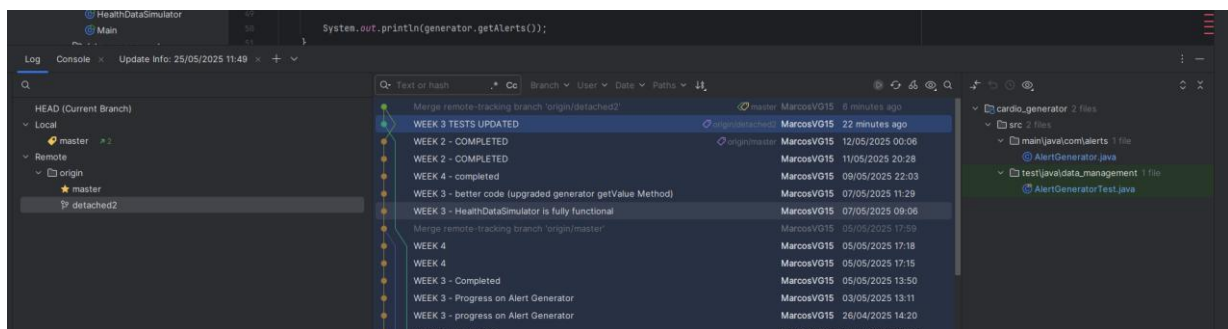 HealthDataSimulator
Main
49
50 System.out.println(generator.getAlerts());
51 }
Log Console × Update Info: 25/05/2025 11:49 × +
Text or hash .* Cc Branch User Date Paths
HEAD (Current Branch)
Local
master 2
Remote
origin
master
detached2
Merge remote-tracking branch 'origin/detached2' master MarcosVG15 6 minutes ago
WEEK 3 TESTS UPDATED origin/detached2 MarcosVG15 22 minutes ago
WEEK 2 - COMPLETED origin/master MarcosVG15 12/05/2025 00:06
WEEK 2 - COMPLETED MarcosVG15 11/05/2025 20:28
WEEK 4 - completed MarcosVG15 09/05/2025 22:03
WEEK 3 - better code (upgraded generator getValue Method) MarcosVG15 07/05/2025 11:29
WEEK 3 - HealthDataSimulator is fully functional MarcosVG15 07/05/2025 09:06
Merge remote-tracking branch 'origin/master' MarcosVG15 05/05/2025 17:59
WEEK 4 MarcosVG15 05/05/2025 17:18
WEEK 4 MarcosVG15 05/05/2025 17:15
WEEK 3 - Completed MarcosVG15 05/05/2025 13:50
WEEK 3 - Progress on Alert Generator MarcosVG15 03/05/2025 13:11
WEEK 3 - progress on Alert Generator MarcosVG15 26/04/2025 14:20
cardio_generator 2 files
src 2 files
main\java\com\alerts 1 file
AlertGenerator.java
test\java\data_management 1 file
AlertGeneratorTest.java